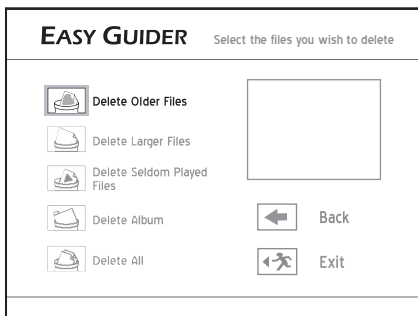 EASY GUIDER
Select the files you wish to delete
Delete Older Files
Delete Larger Files
Delete Seldom Played
Files
Delete Album
Delete All
Back
Exit